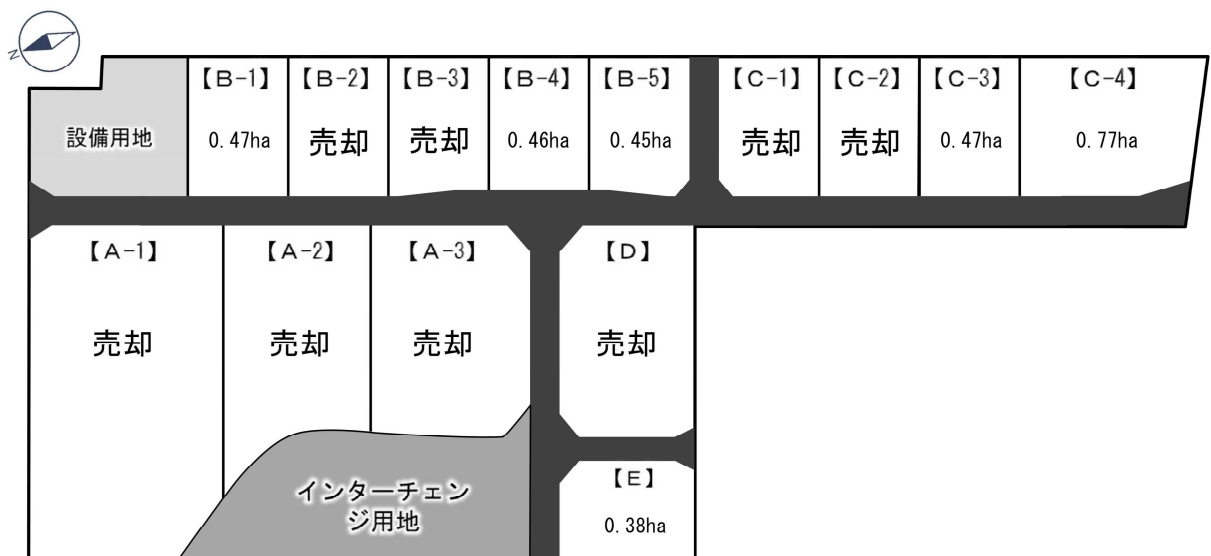 N
【B-1】
【B-2】
【B-3】
【B-4】
【B-5】
【C-1】
【C-2】
【C-3】
【C-4】
設備用地
0.47ha
売却
売却
0.46ha
0.45ha
売却
売却
0.47ha
0.77ha
【A-1】
【A-2】
【A-3】
【D】
売却
売却
売却
売却
インターチェン
ジ用地
【E】
0.38ha